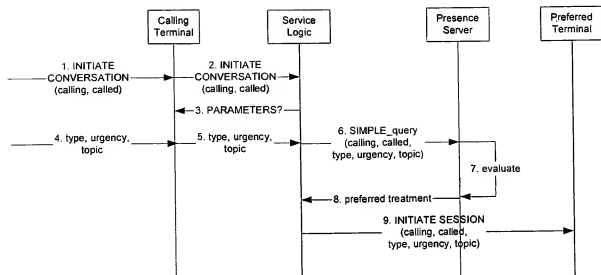 Calling
Terminal
Service
Logic
Presence
Server
Preferred
Terminal
1. INITIATE
CONVERSATION
(calling, called)
2. INITIATE
CONVERSATION
(calling, called)
3. PARAMETERS?
4. type, urgency,
topic
5. type, urgency,
topic
6. SIMPLE_query
(calling, called,
type, urgency, topic)
7. evaluate
8. preferred treatment
9. INITIATE SESSION
(calling, called,
type, urgency, topic)